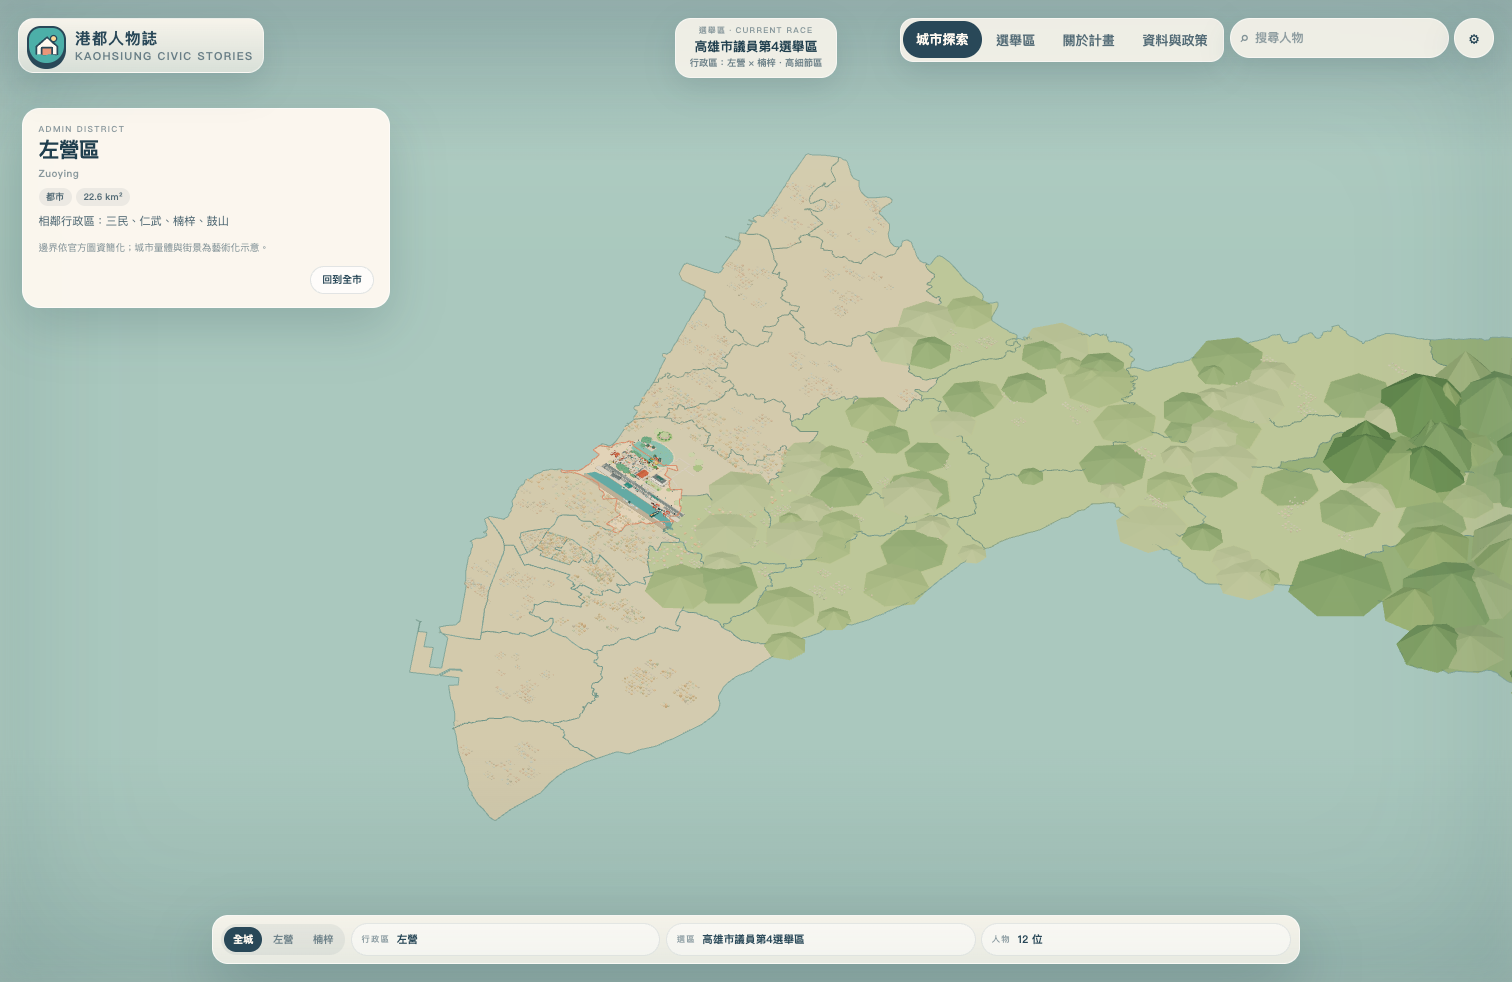 港都人物誌
KAOHSIUNG CIVIC STORIES
選舉區 · CURRENT RACE
高雄市議員第4選舉區
行政區：左營 × 楠梓 · 高細節區
城市探索
選舉區
關於計畫
資料與政策
搜尋人物
ADMIN DISTRICT
左營區
Zuoying
都市
22.6 km²
相鄰行政區：三民、仁武、楠梓、鼓山
邊界依官方圖資簡化；城市量體與街景為藝術化示意。
回到全市
全城
左營
楠梓
行政區 左營
選區 高雄市議員第4選舉區
人物 12 位